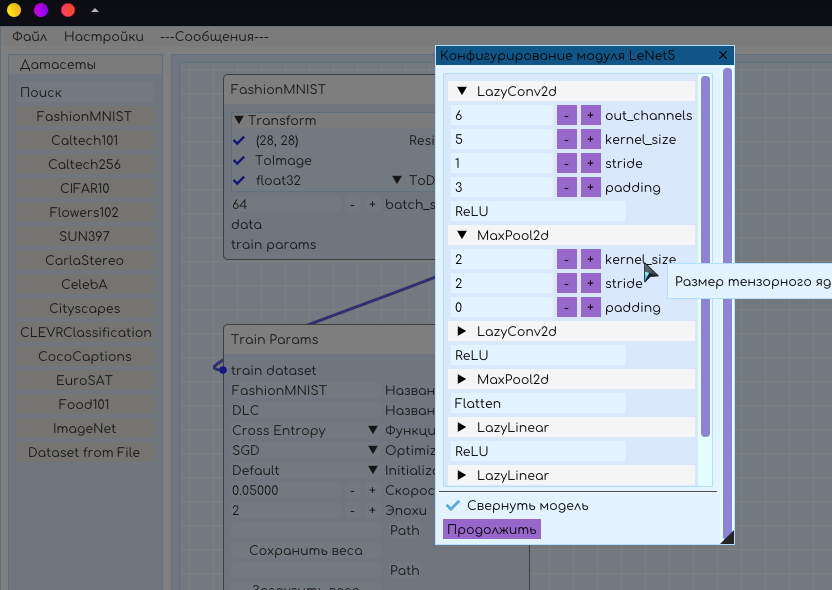 Файл Настройки ---Сообщения---
Датасеты
Поиск
FashionMNIST
Caltech101
Caltech256
CIFAR10
Flowers102
SUN397
CarlaStereo
CelebA
Cityscapes
CLEVRClassification
CocoCaptions
EuroSAT
Food101
ImageNet
Dataset from File
FashionMNIST
Transform
(28, 28) Resi
ToImage
float32 ToD
64 - + batch_s
data
train params
Train Params
train dataset
FashionMNIST Назван
DLC Назван
Cross Entropy Функци
SGD Optimiz
Default Initializ
0.05000 - + Скорос
2 - + Эпохи
Path
Сохранить веса
Path
Конфигурирование модуля LeNet5
LazyConv2d
6 - + out_channels
5 - + kernel_size
1 - + stride
3 - + padding
ReLU
MaxPool2d
2 - + kernel_size
2 - + stride
0 - + padding
LazyConv2d
ReLU
MaxPool2d
Flatten
LazyLinear
ReLU
LazyLinear
Свернуть модель
Продолжить
Размер тензорного яд